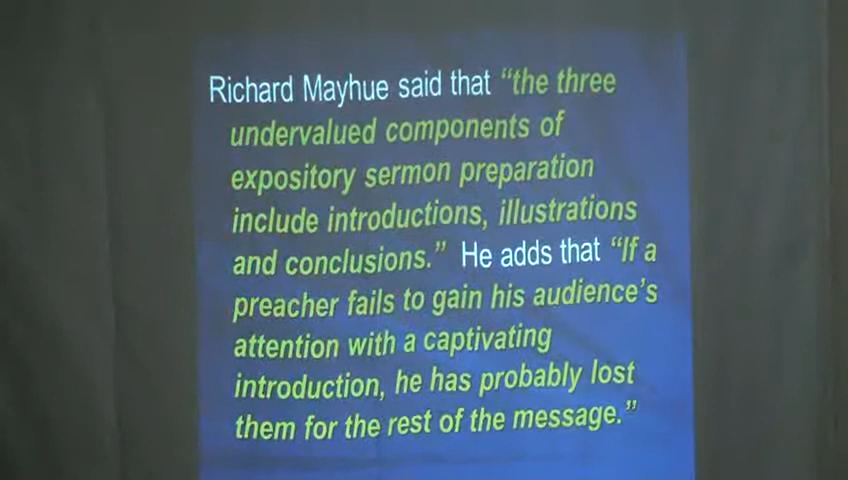 Richard Mayhue said that “the three
undervalued components of
expository sermon preparation
include introductions, illustrations
and conclusions.” He adds that “If a
preacher fails to gain his audience’s
attention with a captivating
introduction, he has probably lost
them for the rest of the message.”